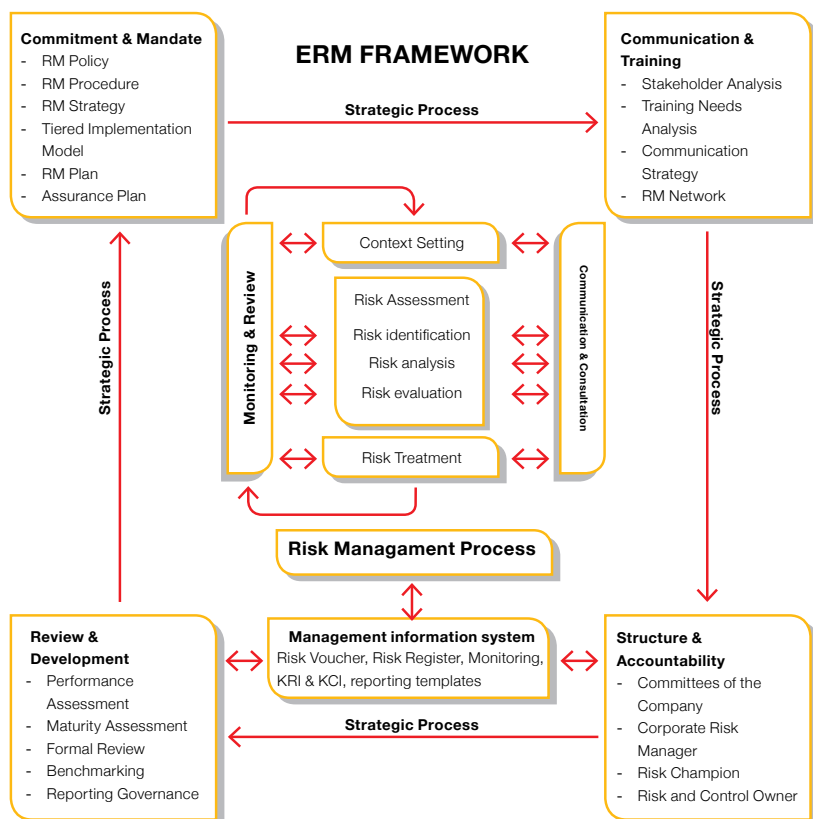 ERM FRAMEWORK
Commitment & Mandate
- RM Policy
- RM Procedure
- RM Strategy
- Tiered Implementation
Model
- RM Plan
- Assurance Plan
Strategic Process
Communication &
Training
- Stakeholder Analysis
- Training Needs
Analysis
- Communication
Strategy
- RM Network
Strategic Process
Monitoring & Review
Context Setting
Risk Assessment
Risk identification
Risk analysis
Risk evaluation
Risk Treatment
Communication & Consultation
Strategic Process
Risk Managament Process
Management information system
Risk Voucher, Risk Register, Monitoring,
KRI & KCI, reporting templates
Review &
Development
- Performance
Assessment
- Maturity Assessment
- Formal Review
- Benchmarking
- Reporting Governance
Strategic Process
Structure &
Accountability
- Committees of the
Company
- Corporate Risk
Manager
- Risk Champion
- Risk and Control Owner